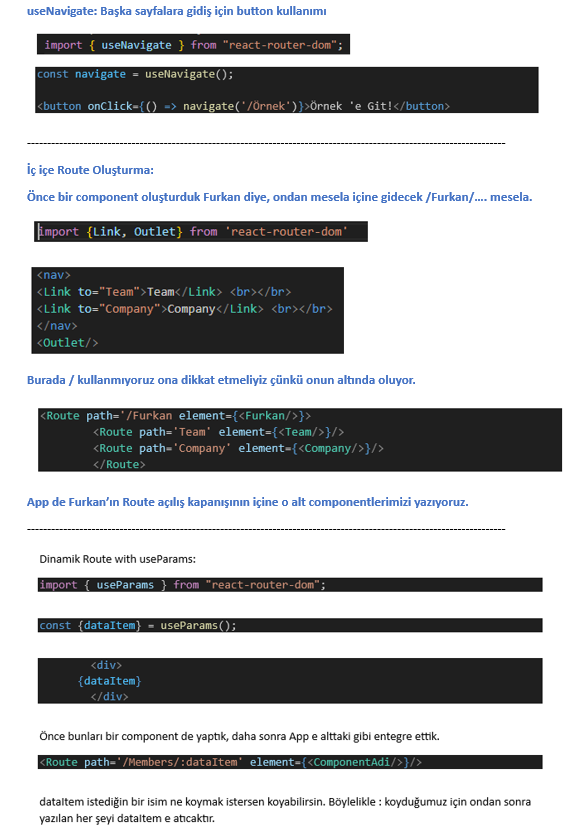 useNavigate: Başka sayfalara gidiş için button kullanımı
import { useNavigate } from "react-router-dom";
const navigate = useNavigate();
<button onClick={() => navigate('/Örnek')}>Örnek 'e Git!</button>
İç içe Route Oluşturma:
Önce bir component oluşturduk Furkan diye, ondan mesela içine gidecek /Furkan/.... mesela.
import {Link, Outlet} from 'react-router-dom'
<nav>
<Link to="Team">Team</Link> <br></br>
<Link to="Company">Company</Link> <br></br>
</nav>
<Outlet/>
Burada / kullanmıyoruz ona dikkat etmeliyiz çünkü onun altında oluyor.
<Route path='/Furkan element={<Furkan/>}>
<Route path='Team' element={<Team/>}/>
<Route path='Company' element={<Company/>}/>
</Route>
App de Furkan'ın Route açılış kapanışının içine o alt componentlerimizi yazıyoruz.
Dinamik Route with useParams:
import { useParams } from "react-router-dom";
const {dataItem} = useParams();
<div>
{dataItem}
</div>
Önce bunları bir component de yaptık, daha sonra App e alttaki gibi entegre ettik.
<Route path='/Members/:dataItem' element={<ComponentAdi/>}/>
dataItem istediğin bir isim ne koymak istersen koyabilirsin. Böylelikle : koyduğumuz için ondan sonra
yazılan her şeyi dataItem e atıcaktır.